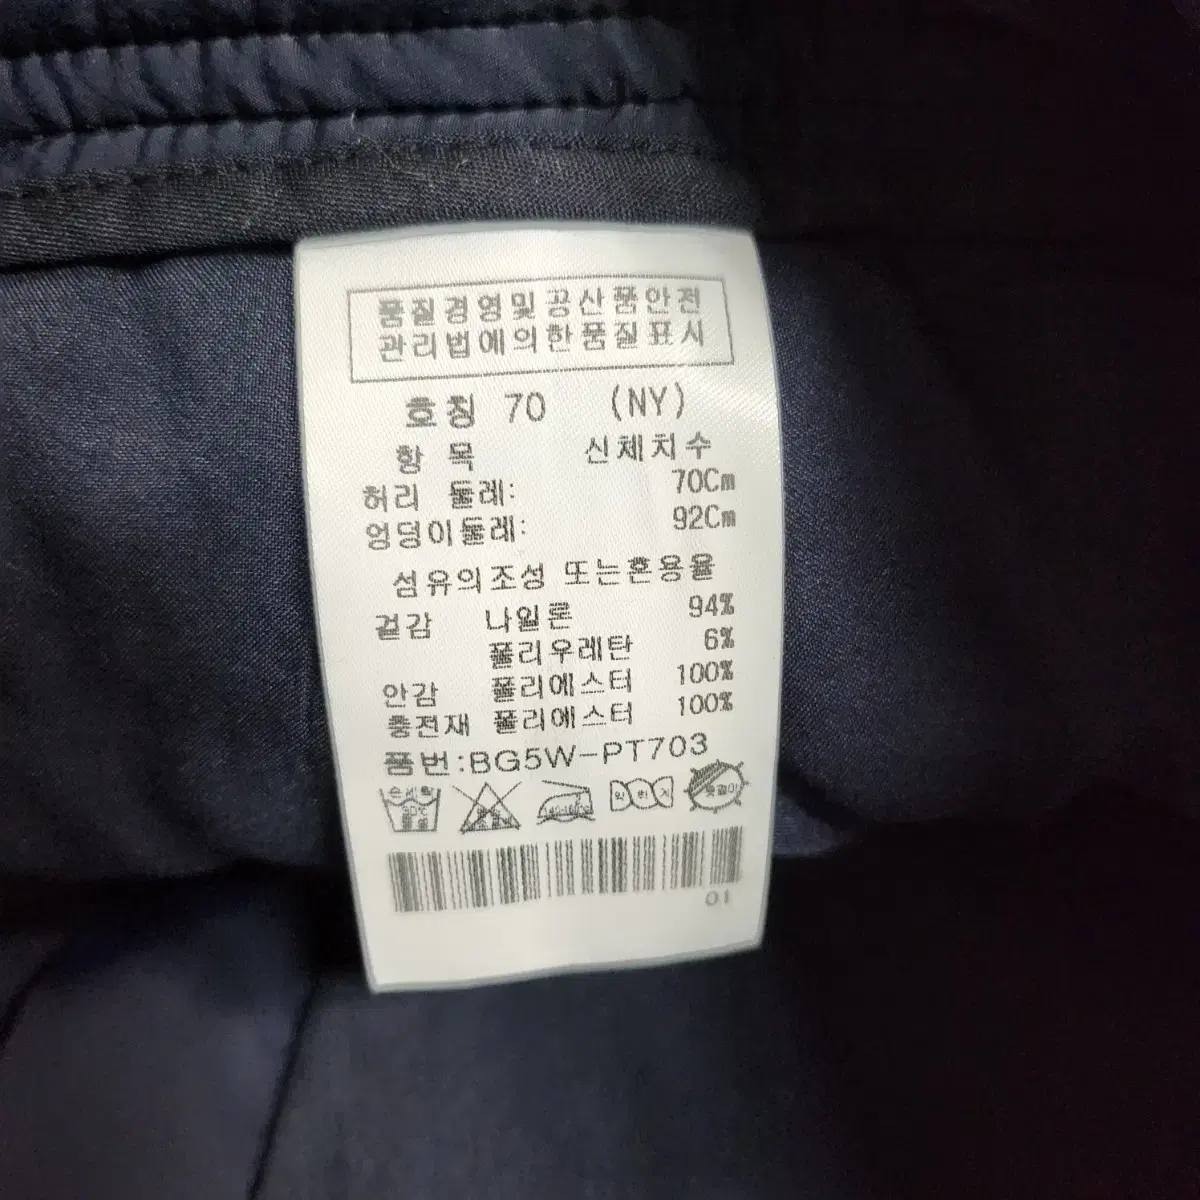 품질경영및공산품안전
관리법에의한품질표시
호칭 70 (NY)
항 목 신체치수
허리 둘레: 70Cm
엉덩이둘레: 92Cm
섬유의조성 또는혼용율
겉감 나일론 94%
폴리우레탄 6%
안감 폴리에스터 100%
충전재 폴리에스터 100%
품번:BG5W-PT703
01